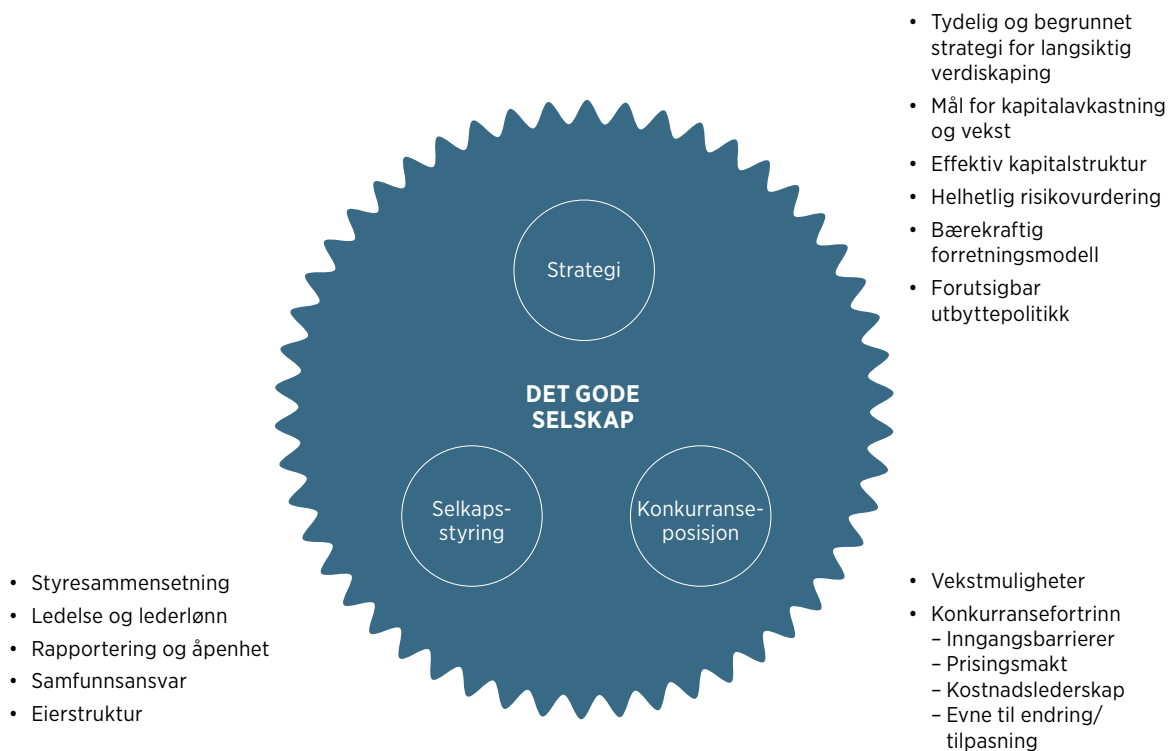 • Tydelig og begrunnet
strategi for langsiktig
verdiskaping
• Mål for kapitalavkastning
og vekst
• Effektiv kapitalstruktur
• Helhetlig risikovurdering
• Bærekraftig
forretningsmodell
• Forutsigbar
utbyttepolitikk
Strategi
DET GODE
SELSKAP
Selkaps-
styring
Konkurranse-
posisjon
• Styresammensetning
• Ledelse og lederlønn
• Rapportering og åpenhet
• Samfunnsansvar
• Eierstruktur
• Vekstmuligheter
• Konkurransefortrinn
– Inngangsbarrierer
– Prisingsmakt
– Kostnadslederskap
– Evne til endring/
tilpasning